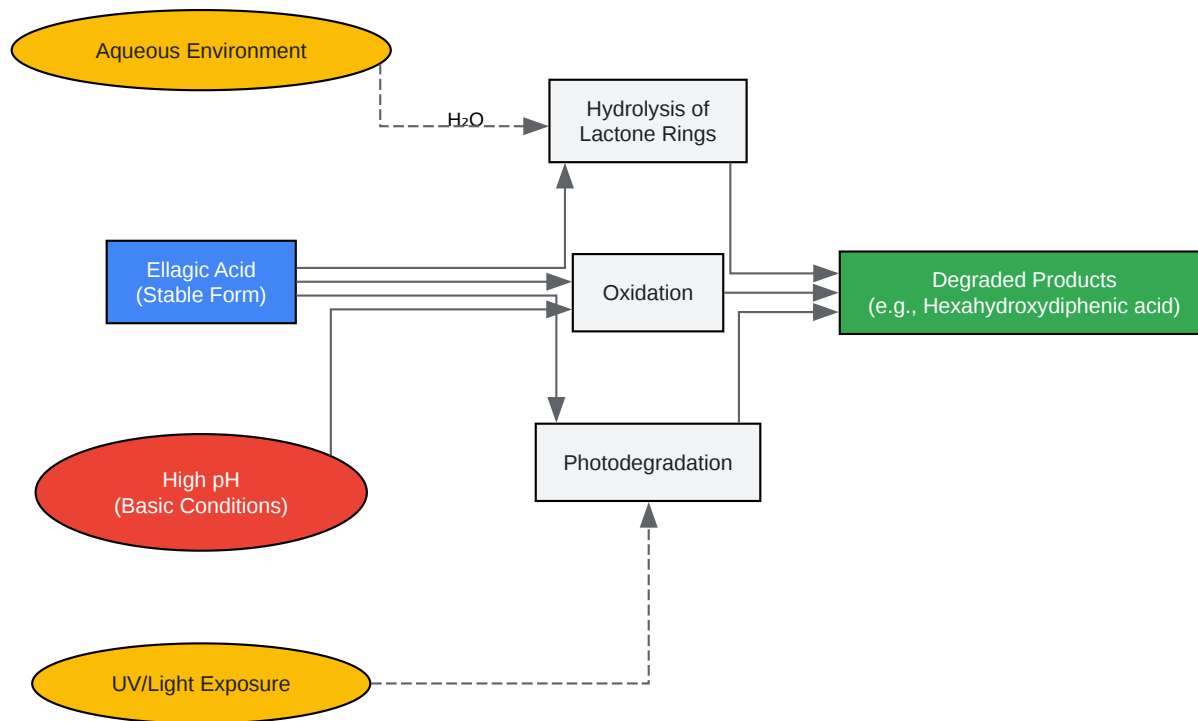 Aqueous Environment
H₂O
Hydrolysis of
Lactone Rings
Ellagic Acid
(Stable Form)
Oxidation
Degraded Products
(e.g., Hexahydroxydiphenic acid)
High pH
(Basic Conditions)
Photodegradation
UV/Light Exposure